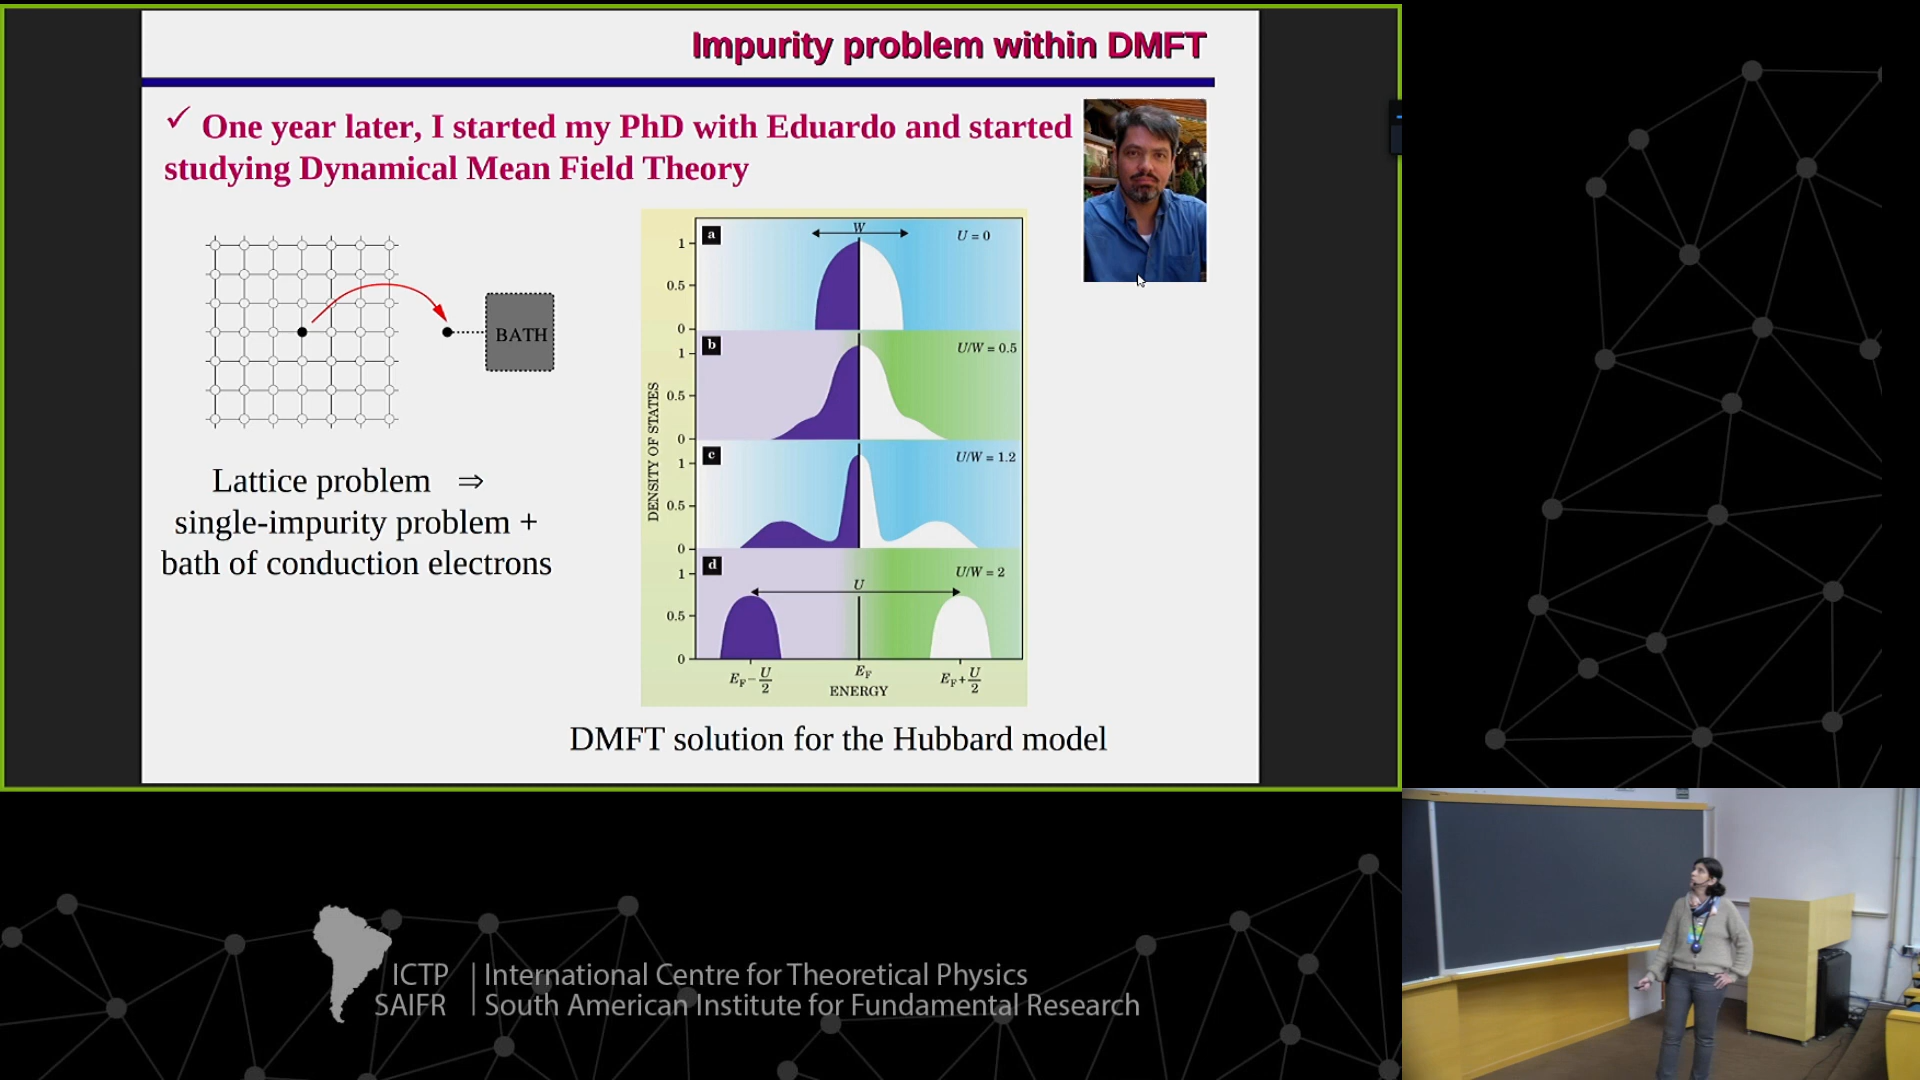 Impurity problem within DMFT
✓ One year later, I started my PhD with Eduardo and started
studying Dynamical Mean Field Theory
BATH
Lattice problem ⇒
single-impurity problem +
bath of conduction electrons
DENSITY OF STATES
a
W
U = 0
1
0.5
0
b
U/W = 0.5
1
0.5
0
c
U/W = 1.2
1
0.5
0
d
U/W = 2
U
1
0.5
0
E_F − U/2
E_F
E_F + U/2
ENERGY
DMFT solution for the Hubbard model
ICTP | International Centre for Theoretical Physics
SAIFR | South American Institute for Fundamental Research